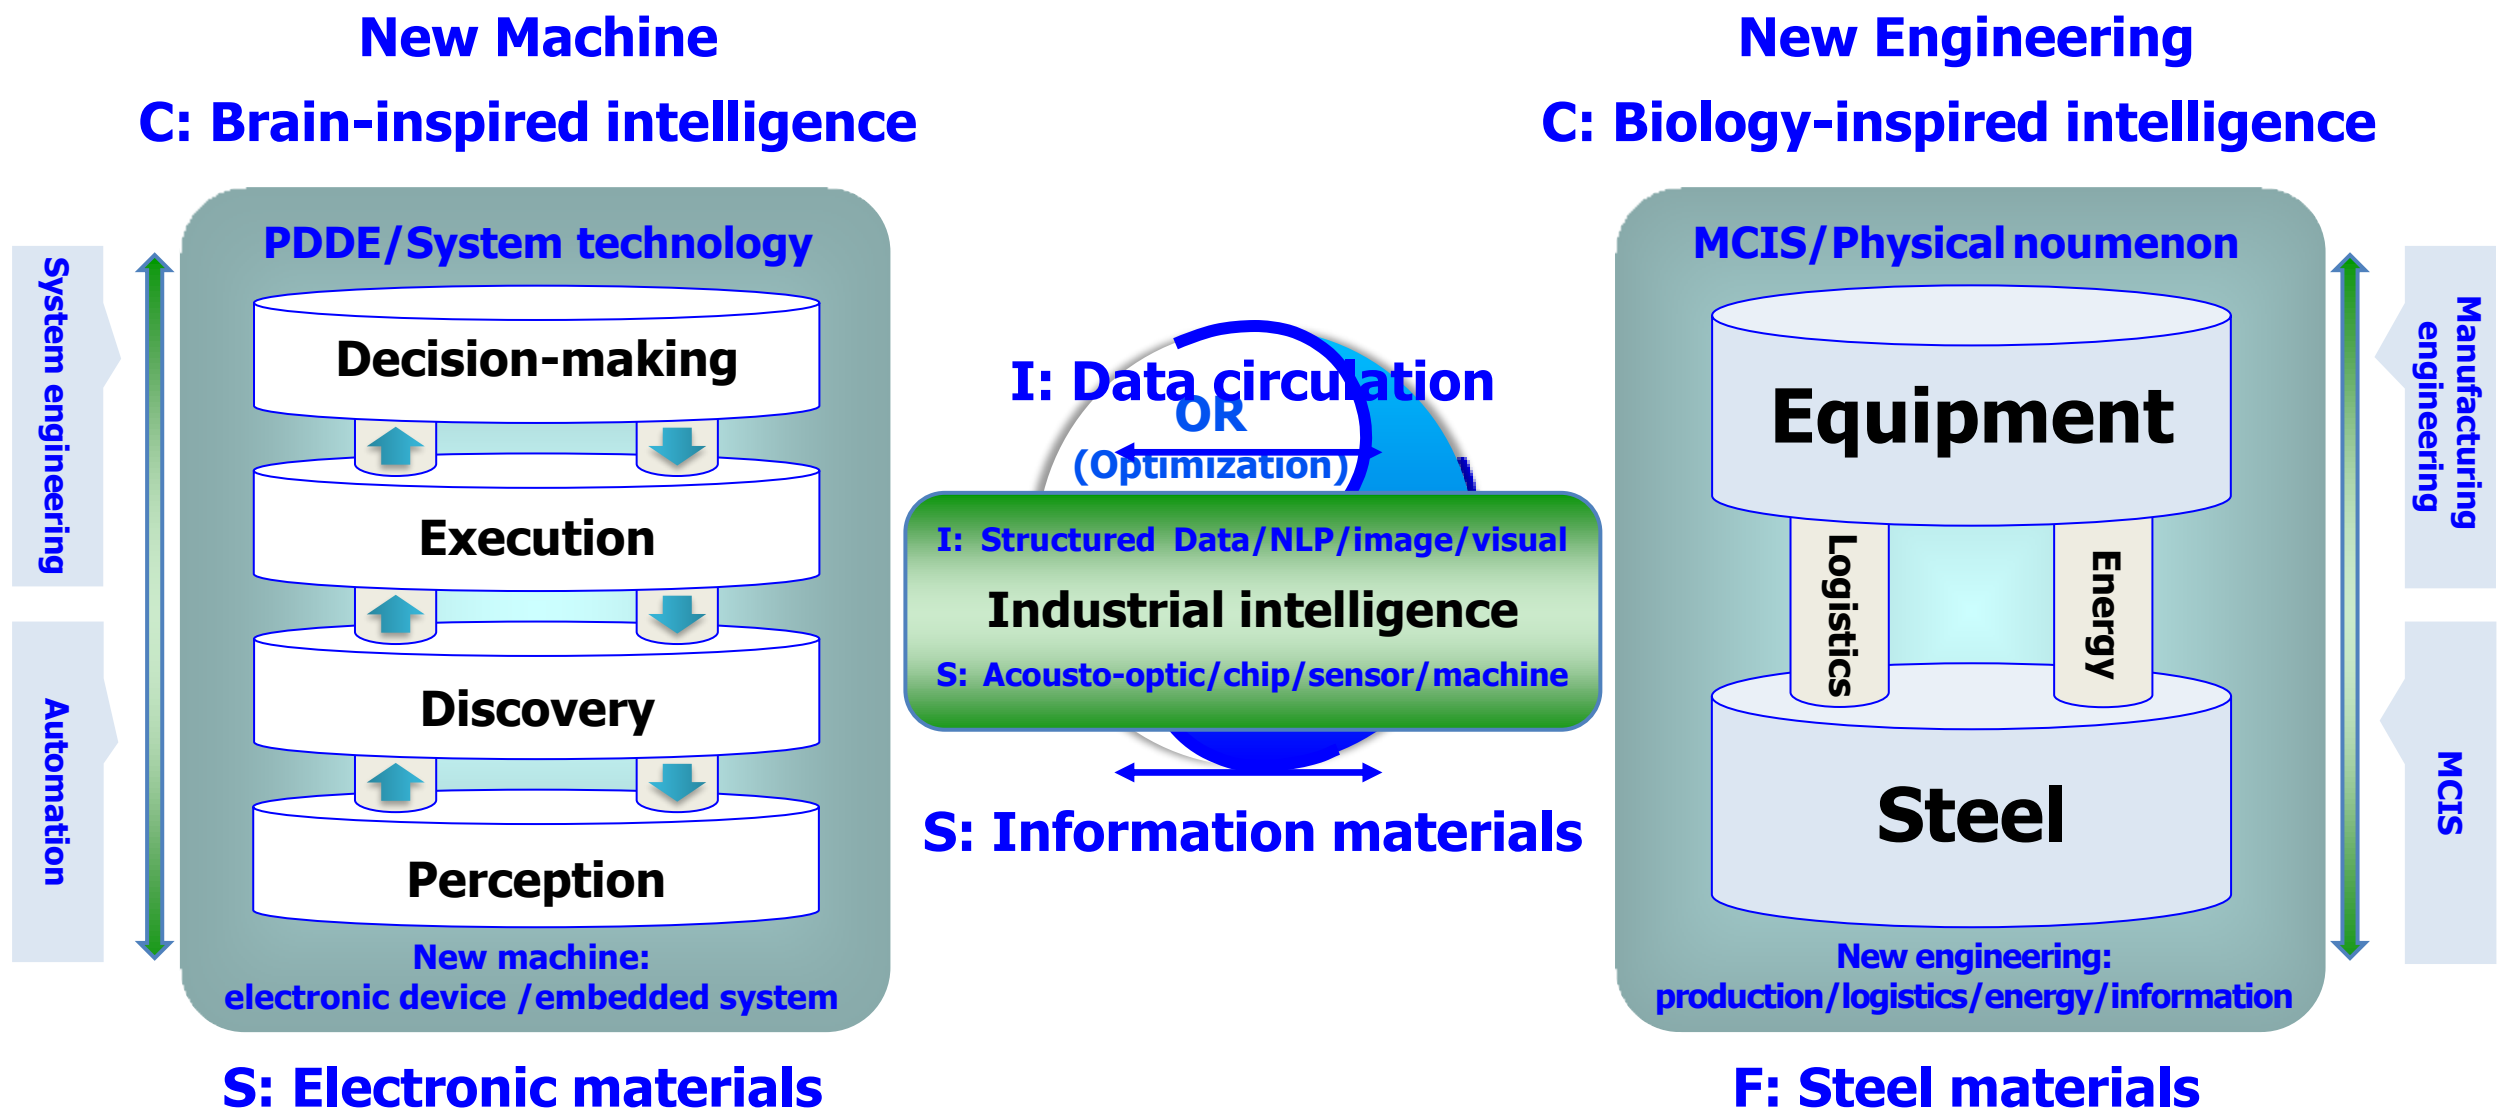 New Machine
C: Brain-inspired intelligence
System engineering
Automation
PDDE/System technology
Decision-making
Execution
Discovery
Perception
New machine:
electronic device /embedded system
S: Electronic materials
I: Data circulation
OR
(Optimization)
I: Structured Data/NLP/image/visual
Industrial intelligence
S: Acousto-optic/chip/sensor/machine
S: Information materials
New Engineering
C: Biology-inspired intelligence
MCIS/Physical noumenon
Equipment
Logistics
Energy
Steel
New engineering:
production/logistics/energy/information
F: Steel materials
Manufacturing
engineering
MCIS